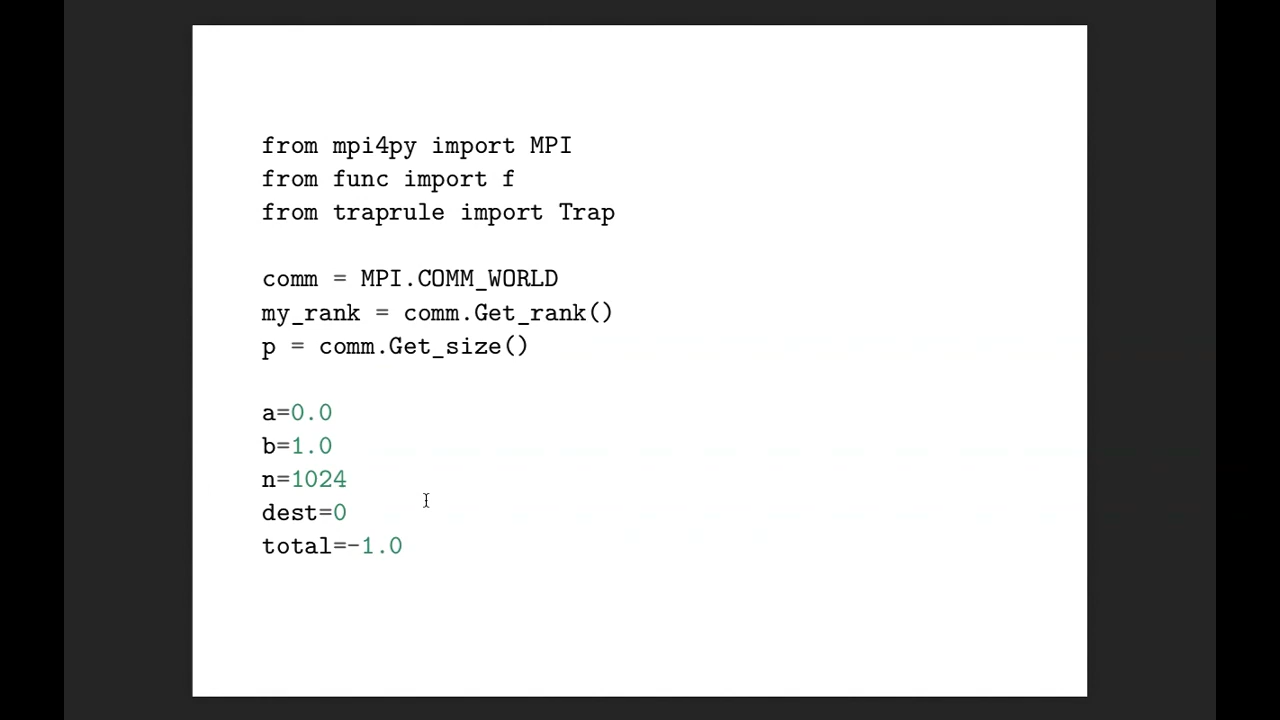 from mpi4py import MPI
from func import f
from traprule import Trap
comm = MPI.COMM_WORLD
my_rank = comm.Get_rank()
p = comm.Get_size()
a=0.0
b=1.0
n=1024
dest=0
total=-1.0